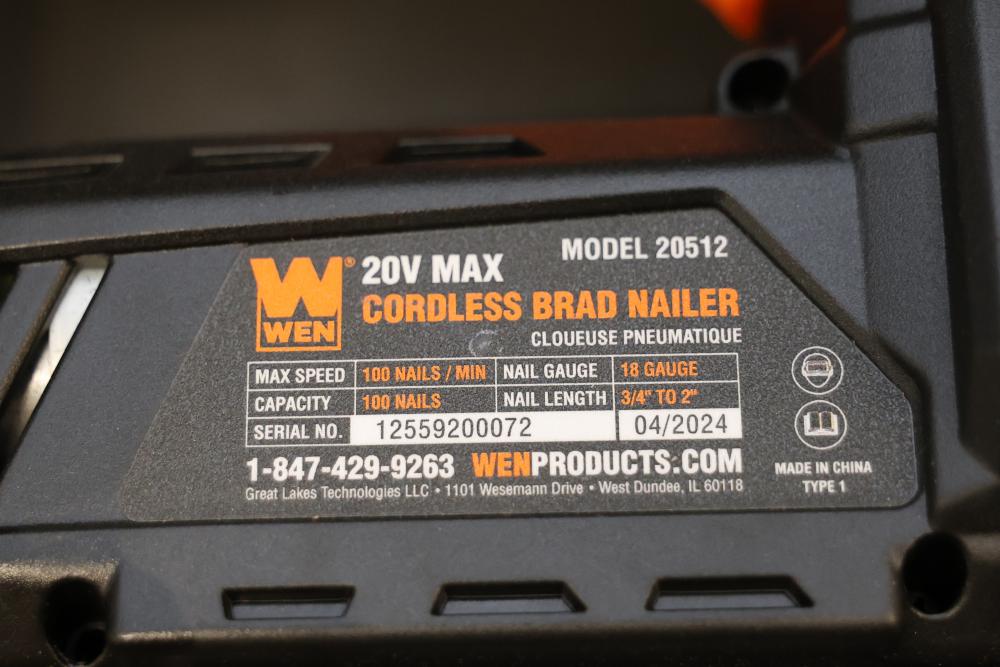 WEN®
20V MAX
MODEL 20512
CORDLESS BRAD NAILER
CLOUEUSE PNEUMATIQUE
MAX SPEED 100 NAILS / MIN NAIL GAUGE 18 GAUGE
CAPACITY 100 NAILS NAIL LENGTH 3/4" TO 2"
SERIAL NO. 12559200072 04/2024
1-847-429-9263 WENPRODUCTS.COM
Great Lakes Technologies LLC • 1101 Wesemann Drive • West Dundee, IL 60118
MADE IN CHINA
TYPE 1